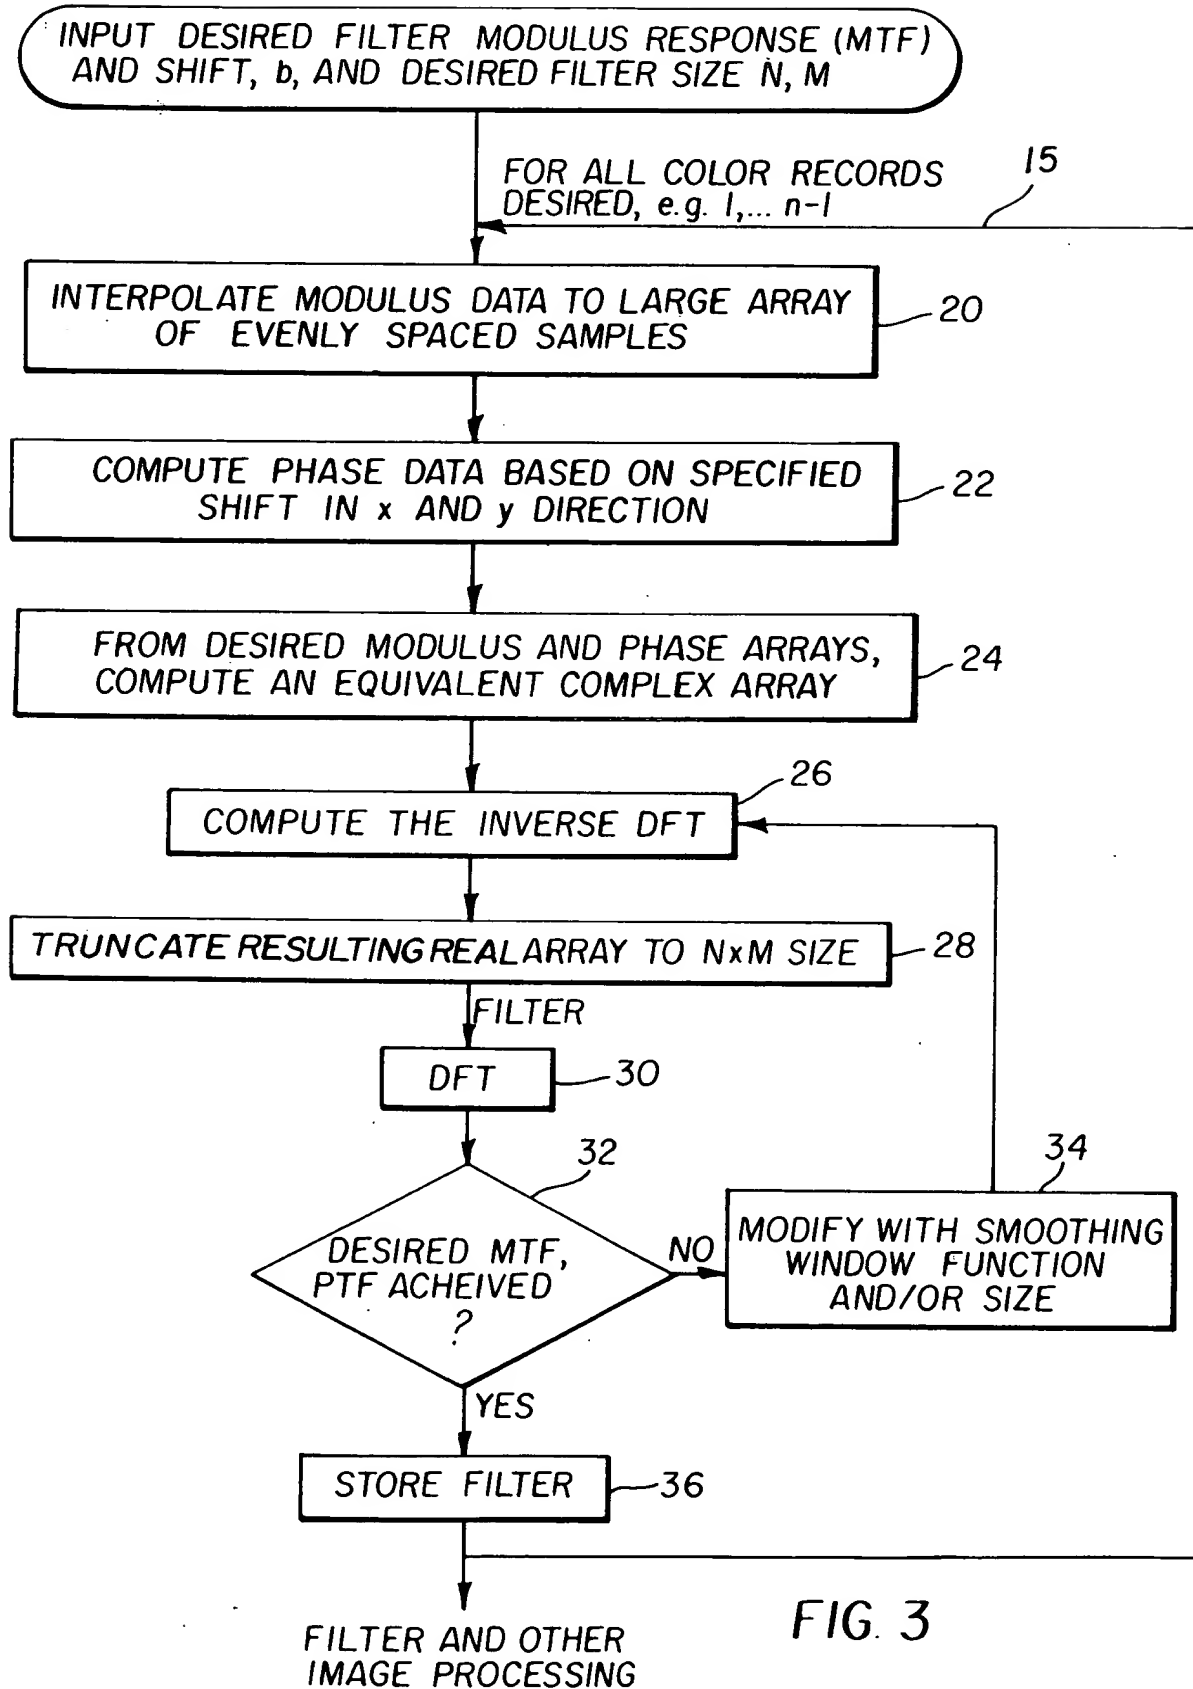 INPUT DESIRED FILTER MODULUS RESPONSE (MTF)
AND SHIFT, b, AND DESIRED FILTER SIZE N, M
FOR ALL COLOR RECORDS
DESIRED, e.g. 1,... n-1
15
INTERPOLATE MODULUS DATA TO LARGE ARRAY
OF EVENLY SPACED SAMPLES
20
COMPUTE PHASE DATA BASED ON SPECIFIED
SHIFT IN x AND y DIRECTION
22
FROM DESIRED MODULUS AND PHASE ARRAYS,
COMPUTE AN EQUIVALENT COMPLEX ARRAY
24
26
COMPUTE THE INVERSE DFT
TRUNCATE RESULTING REAL ARRAY TO NxM SIZE
28
FILTER
DFT
30
32
DESIRED MTF,
PTF ACHEIVED
?
NO
34
MODIFY WITH SMOOTHING
WINDOW FUNCTION
AND/OR SIZE
YES
STORE FILTER
36
FILTER AND OTHER
IMAGE PROCESSING
FIG. 3